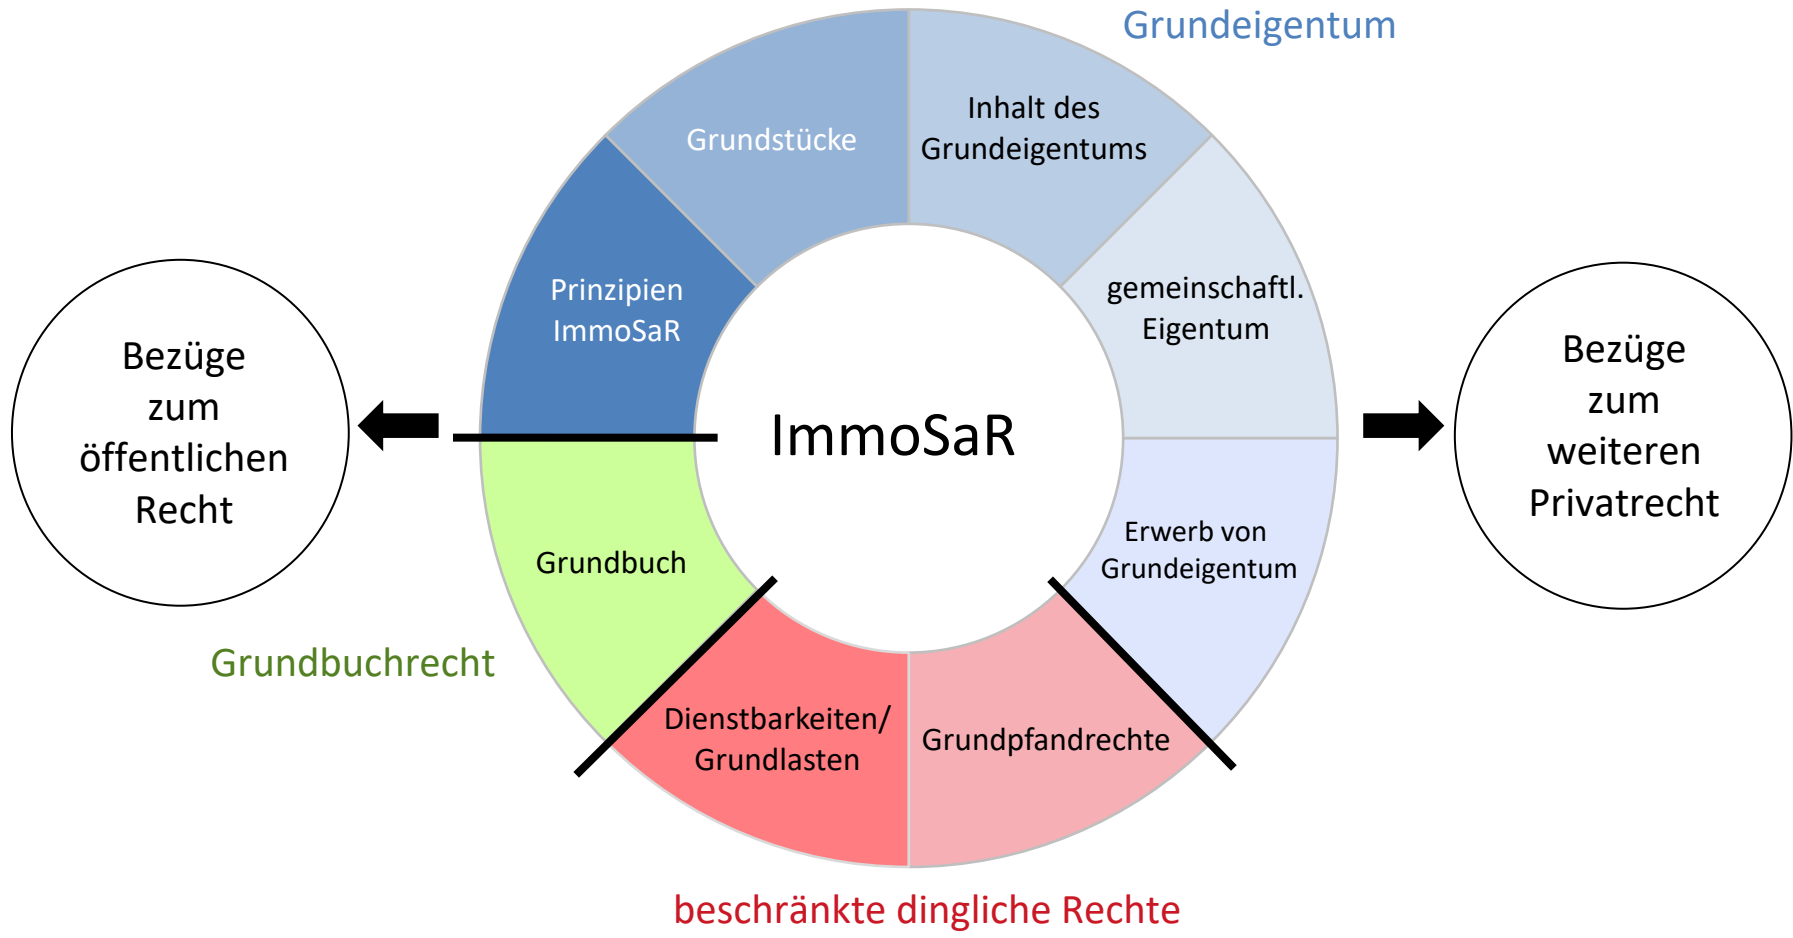 Grundeigentum
Inhalt des
Grundeigentums
Grundstücke
gemeinschaftl.
Eigentum
Prinzipien
ImmoSaR
Bezüge
zum
öffentlichen
Recht
ImmoSaR
Bezüge
zum
weiteren
Privatrecht
Erwerb von
Grundeigentum
Grundbuch
Grundbuchrecht
Dienstbarkeiten/
Grundlasten
Grundpfandrechte
beschränkte dingliche Rechte